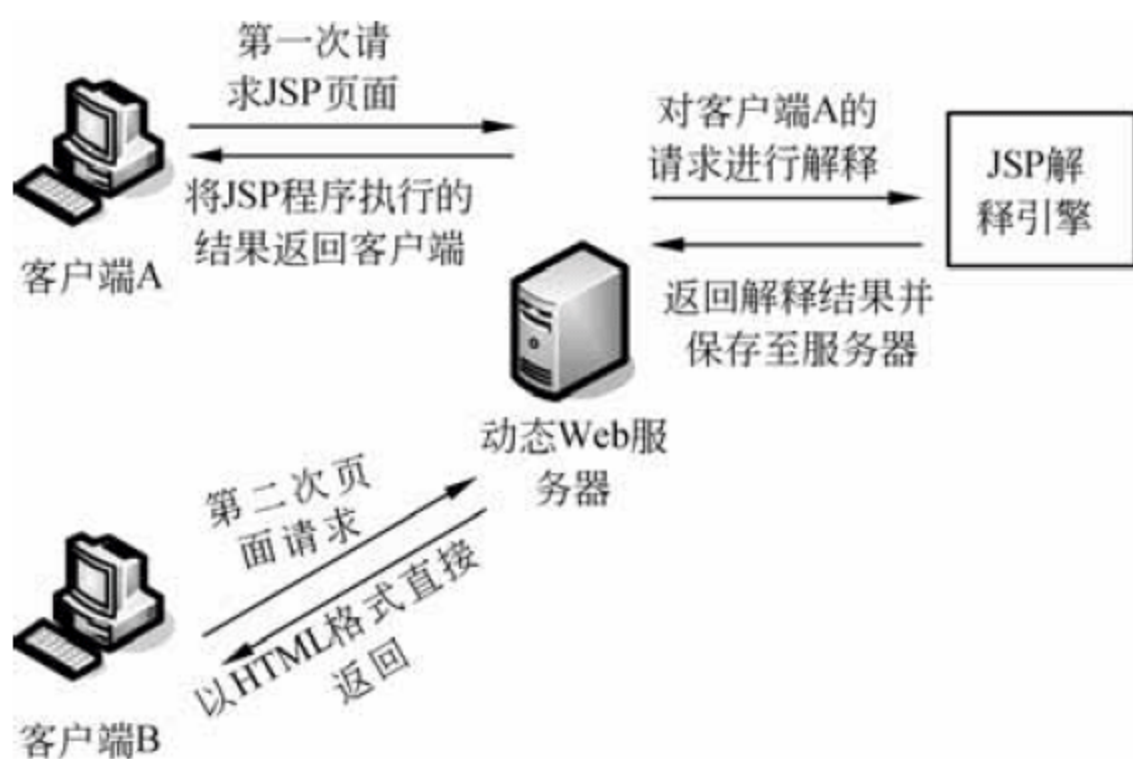 第一次请
求JSP页面
将JSP程序执行的
结果返回客户端
客户端A
对客户端A的
请求进行解释
JSP解
释引擎
返回解释结果并
保存至服务器
动态Web服
务器
第二次页
面请求
以HTML格式直接
返回
客户端B